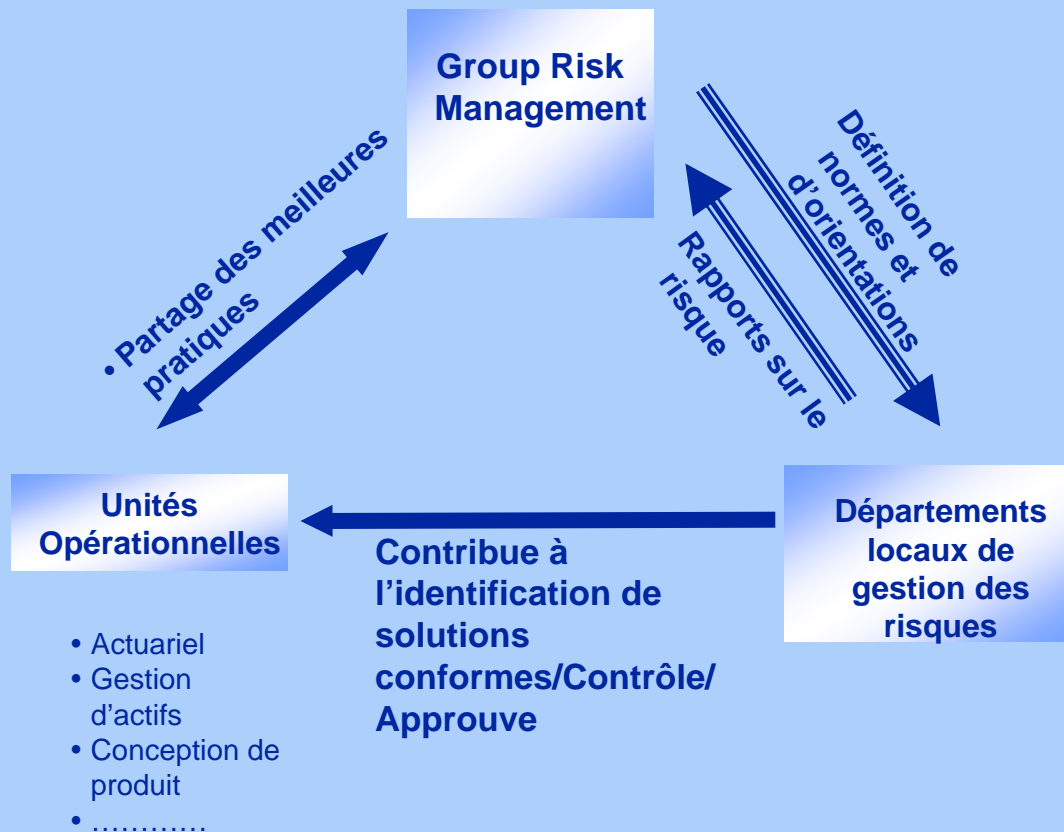 Group Risk
Management
• Partage des meilleures
pratiques
Définition de
normes et
d’orientations
Rapports sur le
risque
Unités
Opérationnelles
Départements
locaux de
gestion des
risques
Contribue à
l’identification de
solutions
conformes/Contrôle/
Approuve
• Actuariel
• Gestion
d’actifs
• Conception de
produit
• …………